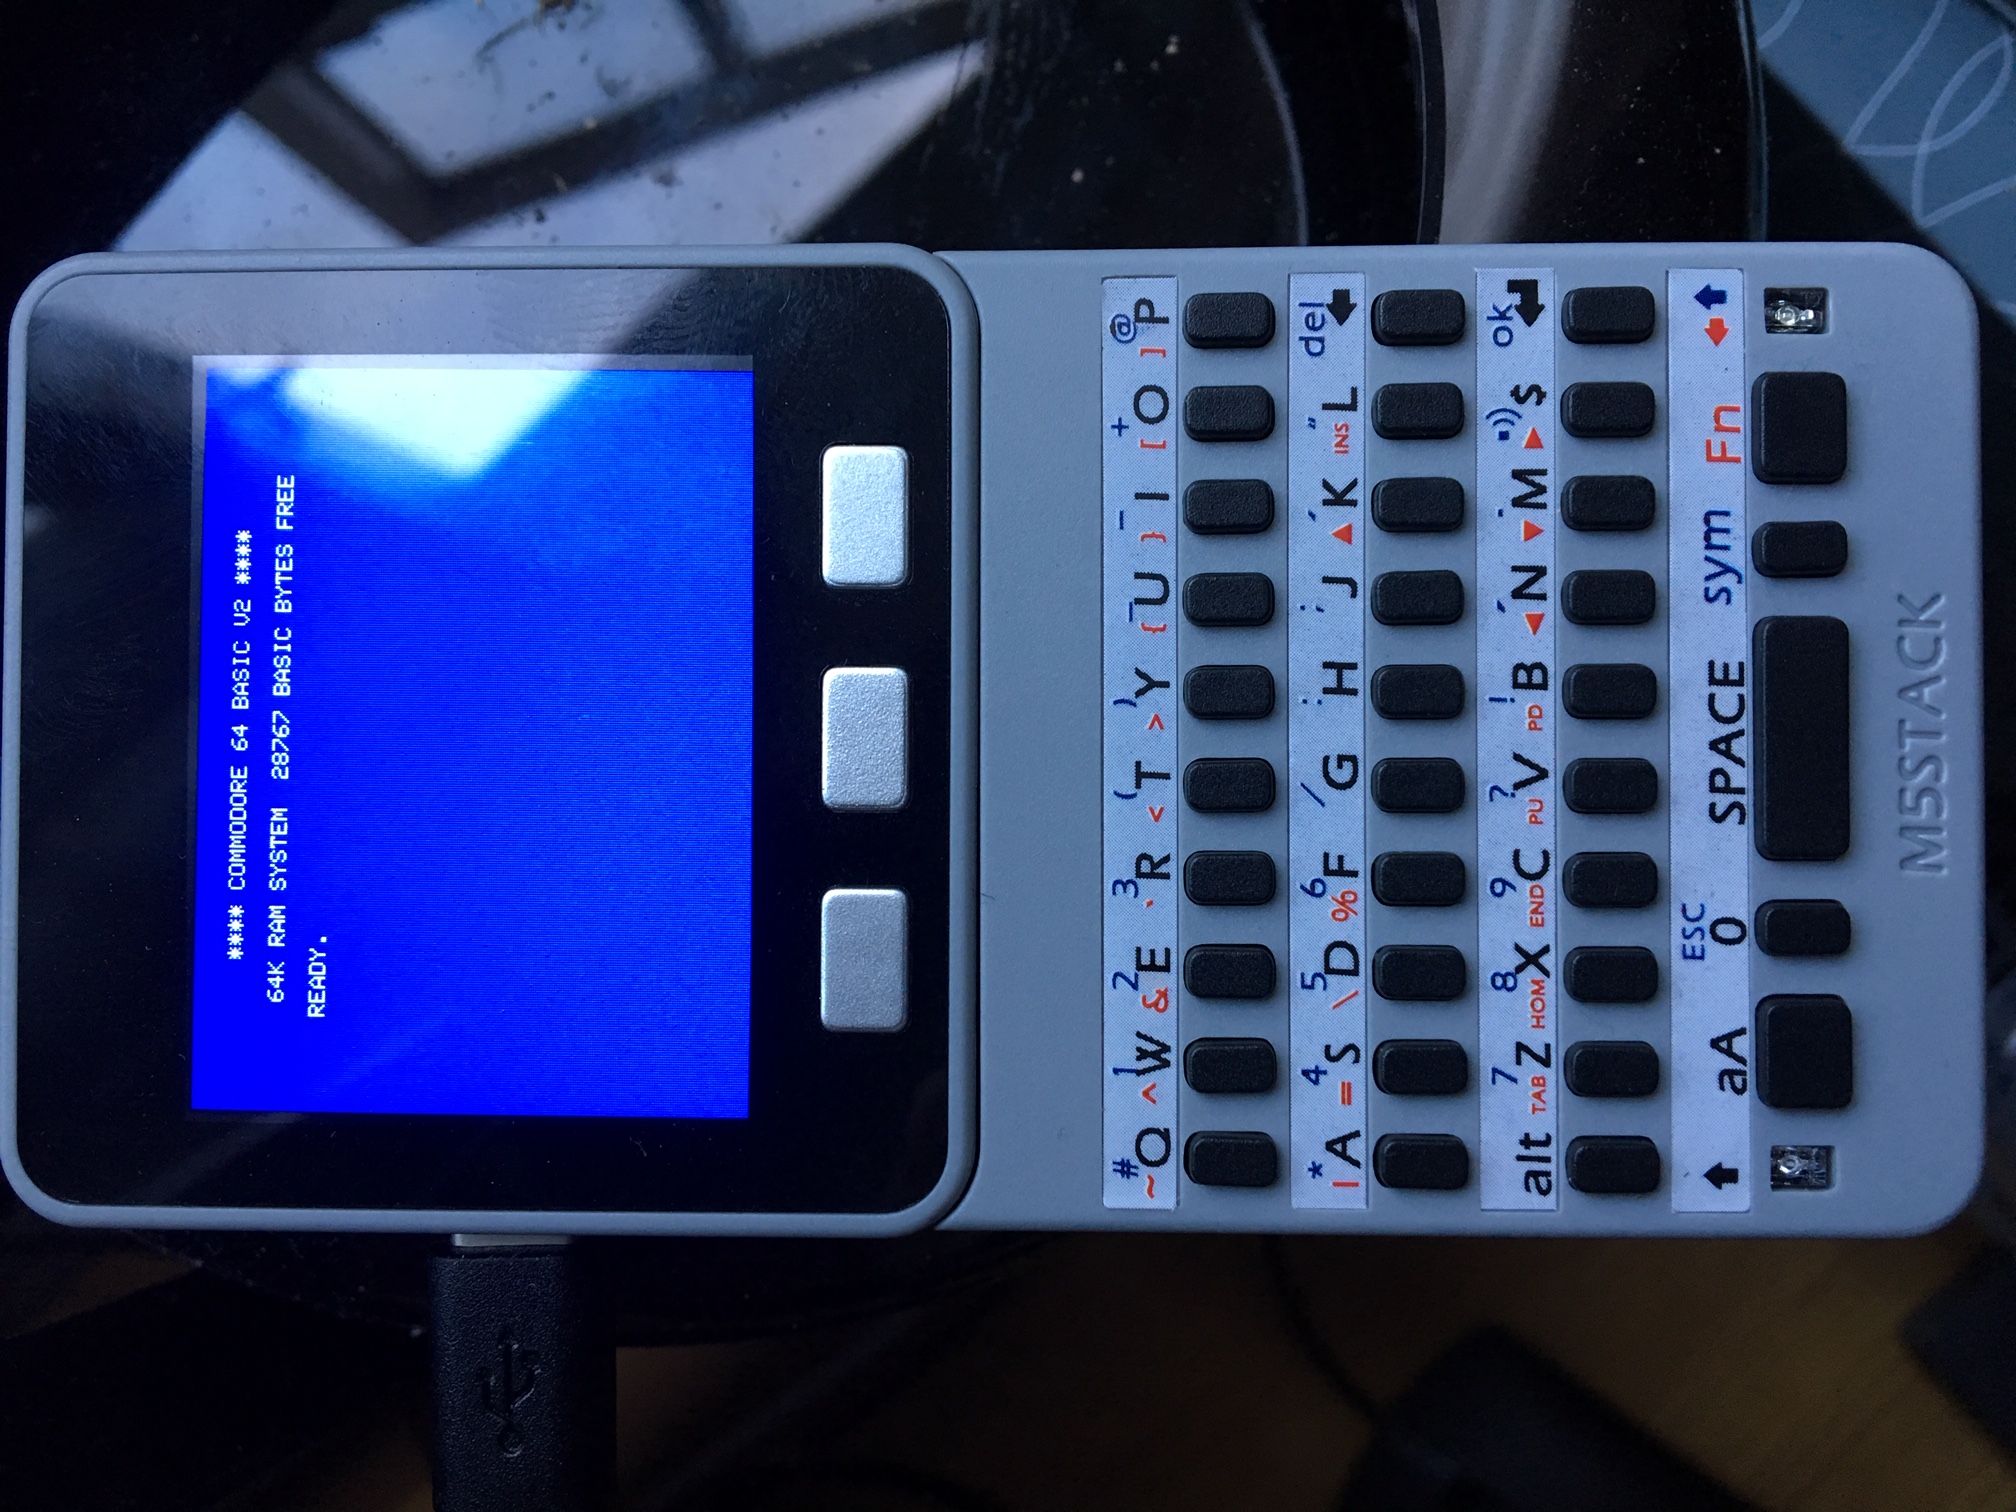 **** COMMODORE 64 BASIC V2 ****
64K RAM SYSTEM  28767 BASIC BYTES FREE
READY.
# 1 2 3 ( ) _ - + @
~ Q ^ W & E ` R < T > Y { U } I [ O ] P
* 4 5 6 / : ; ' " del
| A = S \ D % F G H J ▲ K INS L ←
7 8 9 ? ! , . ok
alt TAB Z HOM X END C PU V PD B ◄ N ▼ M ► $ ↵
ESC
↑ aA 0 SPACE sym Fn ← ↑
M5STACK